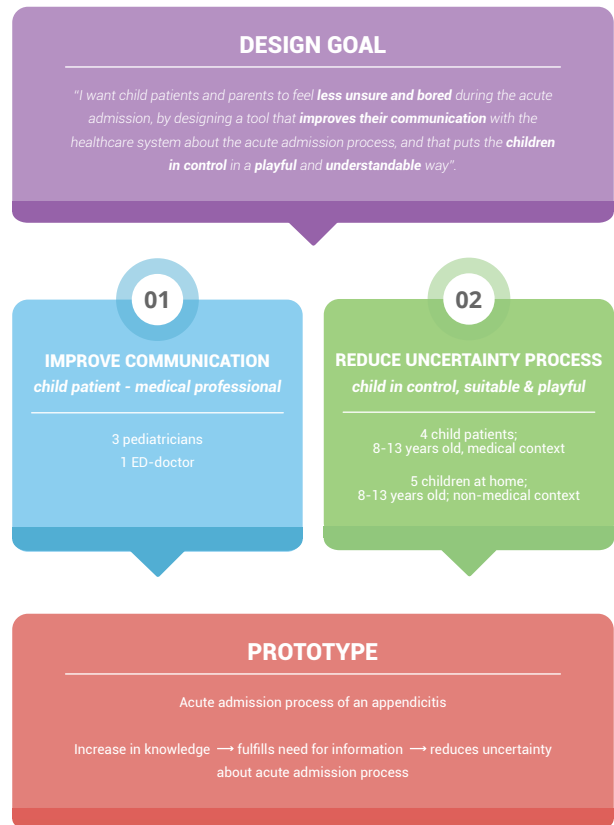 DESIGN GOAL
“I want child patients and parents to feel less unsure and bored during the acute
admission, by designing a tool that improves their communication with the
healthcare system about the acute admission process, and that puts the children
in control in a playful and understandable way”.
01
IMPROVE COMMUNICATION
child patient - medical professional
3 pediatricians
1 ED-doctor
02
REDUCE UNCERTAINTY PROCESS
child in control, suitable & playful
4 child patients;
8-13 years old, medical context
5 children at home;
8-13 years old; non-medical context
PROTOTYPE
Acute admission process of an appendicitis
Increase in knowledge → fulfills need for information → reduces uncertainty
about acute admission process